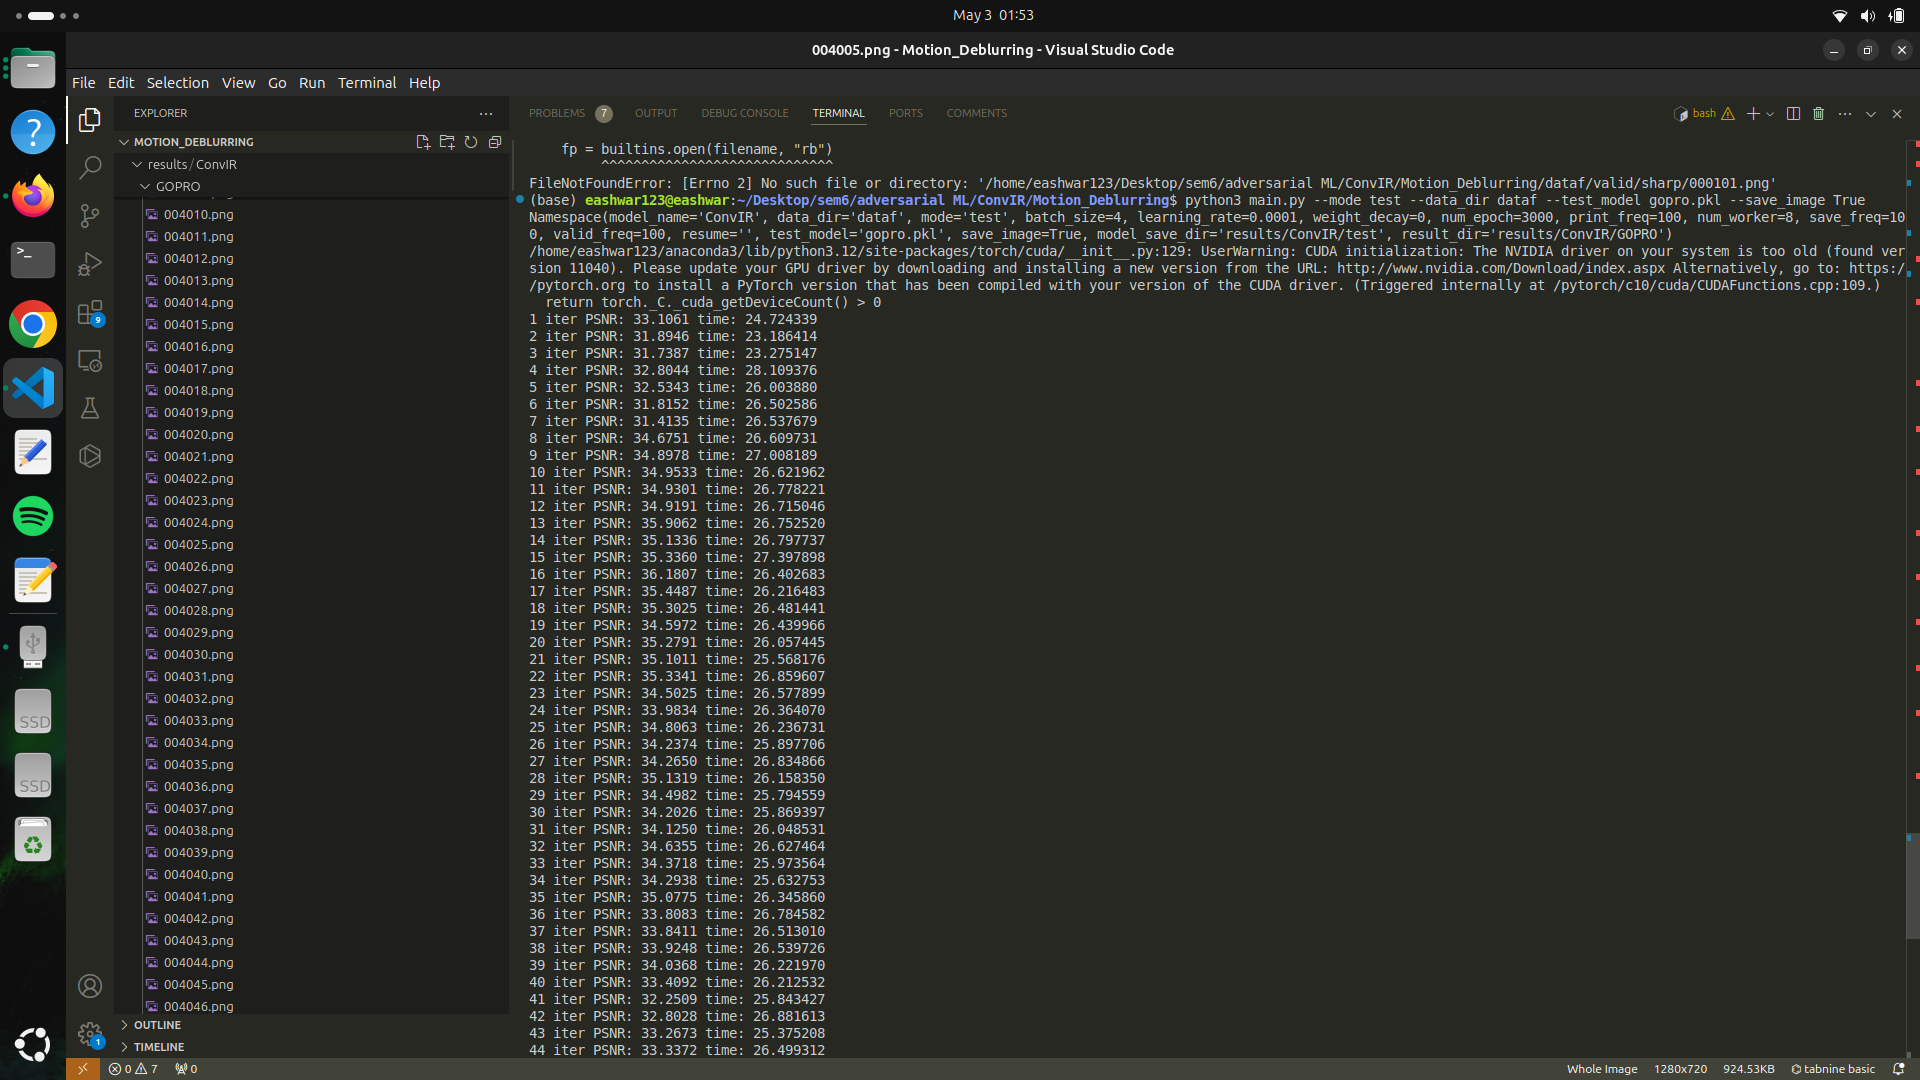 May 3 01:53
004005.png - Motion_Deblurring - Visual Studio Code
File Edit Selection View Go Run Terminal Help
EXPLORER
MOTION_DEBLURRING
results / ConvIR
GOPRO
004010.png
004011.png
004012.png
004013.png
004014.png
004015.png
004016.png
004017.png
004018.png
004019.png
004020.png
004021.png
004022.png
004023.png
004024.png
004025.png
004026.png
004027.png
004028.png
004029.png
004030.png
004031.png
004032.png
004033.png
004034.png
004035.png
004036.png
004037.png
004038.png
004039.png
004040.png
004041.png
004042.png
004043.png
004044.png
004045.png
004046.png
OUTLINE
TIMELINE
9
1
SSD
SSD
PROBLEMS 7 OUTPUT DEBUG CONSOLE TERMINAL PORTS COMMENTS
bash
fp = builtins.open(filename, "rb")
^^^^^^^^^^^^^^^^^^^^^^^^^^^^^
FileNotFoundError: [Errno 2] No such file or directory: '/home/eashwar123/Desktop/sem6/adversarial ML/ConvIR/Motion_Deblurring/dataf/valid/sharp/000101.png'
(base) eashwar123@eashwar:~/Desktop/sem6/adversarial ML/ConvIR/Motion_Deblurring$ python3 main.py --mode test --data_dir dataf --test_model gopro.pkl --save_image True
Namespace(model_name='ConvIR', data_dir='dataf', mode='test', batch_size=4, learning_rate=0.0001, weight_decay=0, num_epoch=3000, print_freq=100, num_worker=8, save_freq=10
0, valid_freq=100, resume='', test_model='gopro.pkl', save_image=True, model_save_dir='results/ConvIR/test', result_dir='results/ConvIR/GOPRO')
/home/eashwar123/anaconda3/lib/python3.12/site-packages/torch/cuda/__init__.py:129: UserWarning: CUDA initialization: The NVIDIA driver on your system is too old (found ver
sion 11040). Please update your GPU driver by downloading and installing a new version from the URL: http://www.nvidia.com/Download/index.aspx Alternatively, go to: https:/
/pytorch.org to install a PyTorch version that has been compiled with your version of the CUDA driver. (Triggered internally at /pytorch/c10/cuda/CUDAFunctions.cpp:109.)
return torch._C._cuda_getDeviceCount() > 0
1 iter PSNR: 33.1061 time: 24.724339
2 iter PSNR: 31.8946 time: 23.186414
3 iter PSNR: 31.7387 time: 23.275147
4 iter PSNR: 32.8044 time: 28.109376
5 iter PSNR: 32.5343 time: 26.003880
6 iter PSNR: 31.8152 time: 26.502586
7 iter PSNR: 31.4135 time: 26.537679
8 iter PSNR: 34.6751 time: 26.609731
9 iter PSNR: 34.8978 time: 27.008189
10 iter PSNR: 34.9533 time: 26.621962
11 iter PSNR: 34.9301 time: 26.778221
12 iter PSNR: 34.9191 time: 26.715046
13 iter PSNR: 35.9062 time: 26.752520
14 iter PSNR: 35.1336 time: 26.797737
15 iter PSNR: 35.3360 time: 27.397898
16 iter PSNR: 36.1807 time: 26.402683
17 iter PSNR: 35.4487 time: 26.216483
18 iter PSNR: 35.3025 time: 26.481441
19 iter PSNR: 34.5972 time: 26.439966
20 iter PSNR: 35.2791 time: 26.057445
21 iter PSNR: 35.1011 time: 25.568176
22 iter PSNR: 35.3341 time: 26.859607
23 iter PSNR: 34.5025 time: 26.577899
24 iter PSNR: 33.9834 time: 26.364070
25 iter PSNR: 34.8063 time: 26.236731
26 iter PSNR: 34.2374 time: 25.897706
27 iter PSNR: 34.2650 time: 26.834866
28 iter PSNR: 35.1319 time: 26.158350
29 iter PSNR: 34.4982 time: 25.794559
30 iter PSNR: 34.2026 time: 25.869397
31 iter PSNR: 34.1250 time: 26.048531
32 iter PSNR: 34.6355 time: 26.627464
33 iter PSNR: 34.3718 time: 25.973564
34 iter PSNR: 34.2938 time: 25.632753
35 iter PSNR: 35.0775 time: 26.345860
36 iter PSNR: 33.8083 time: 26.784582
37 iter PSNR: 33.8411 time: 26.513010
38 iter PSNR: 33.9248 time: 26.539726
39 iter PSNR: 34.0368 time: 26.221970
40 iter PSNR: 33.4092 time: 26.212532
41 iter PSNR: 32.2509 time: 25.843427
42 iter PSNR: 32.8028 time: 26.881613
43 iter PSNR: 33.2673 time: 25.375208
44 iter PSNR: 33.3372 time: 26.499312
0 7 0 Whole Image 1280x720 924.53KB tabnine basic